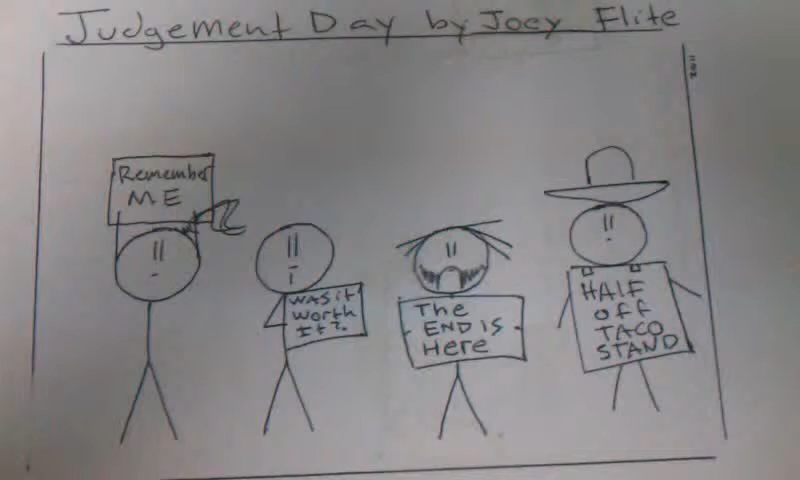 Judgement Day by Joey Flite
2011
Remember
ME
WAS it
Worth
It?
The
END IS
Here
HALF
OFF
TACO
STAND